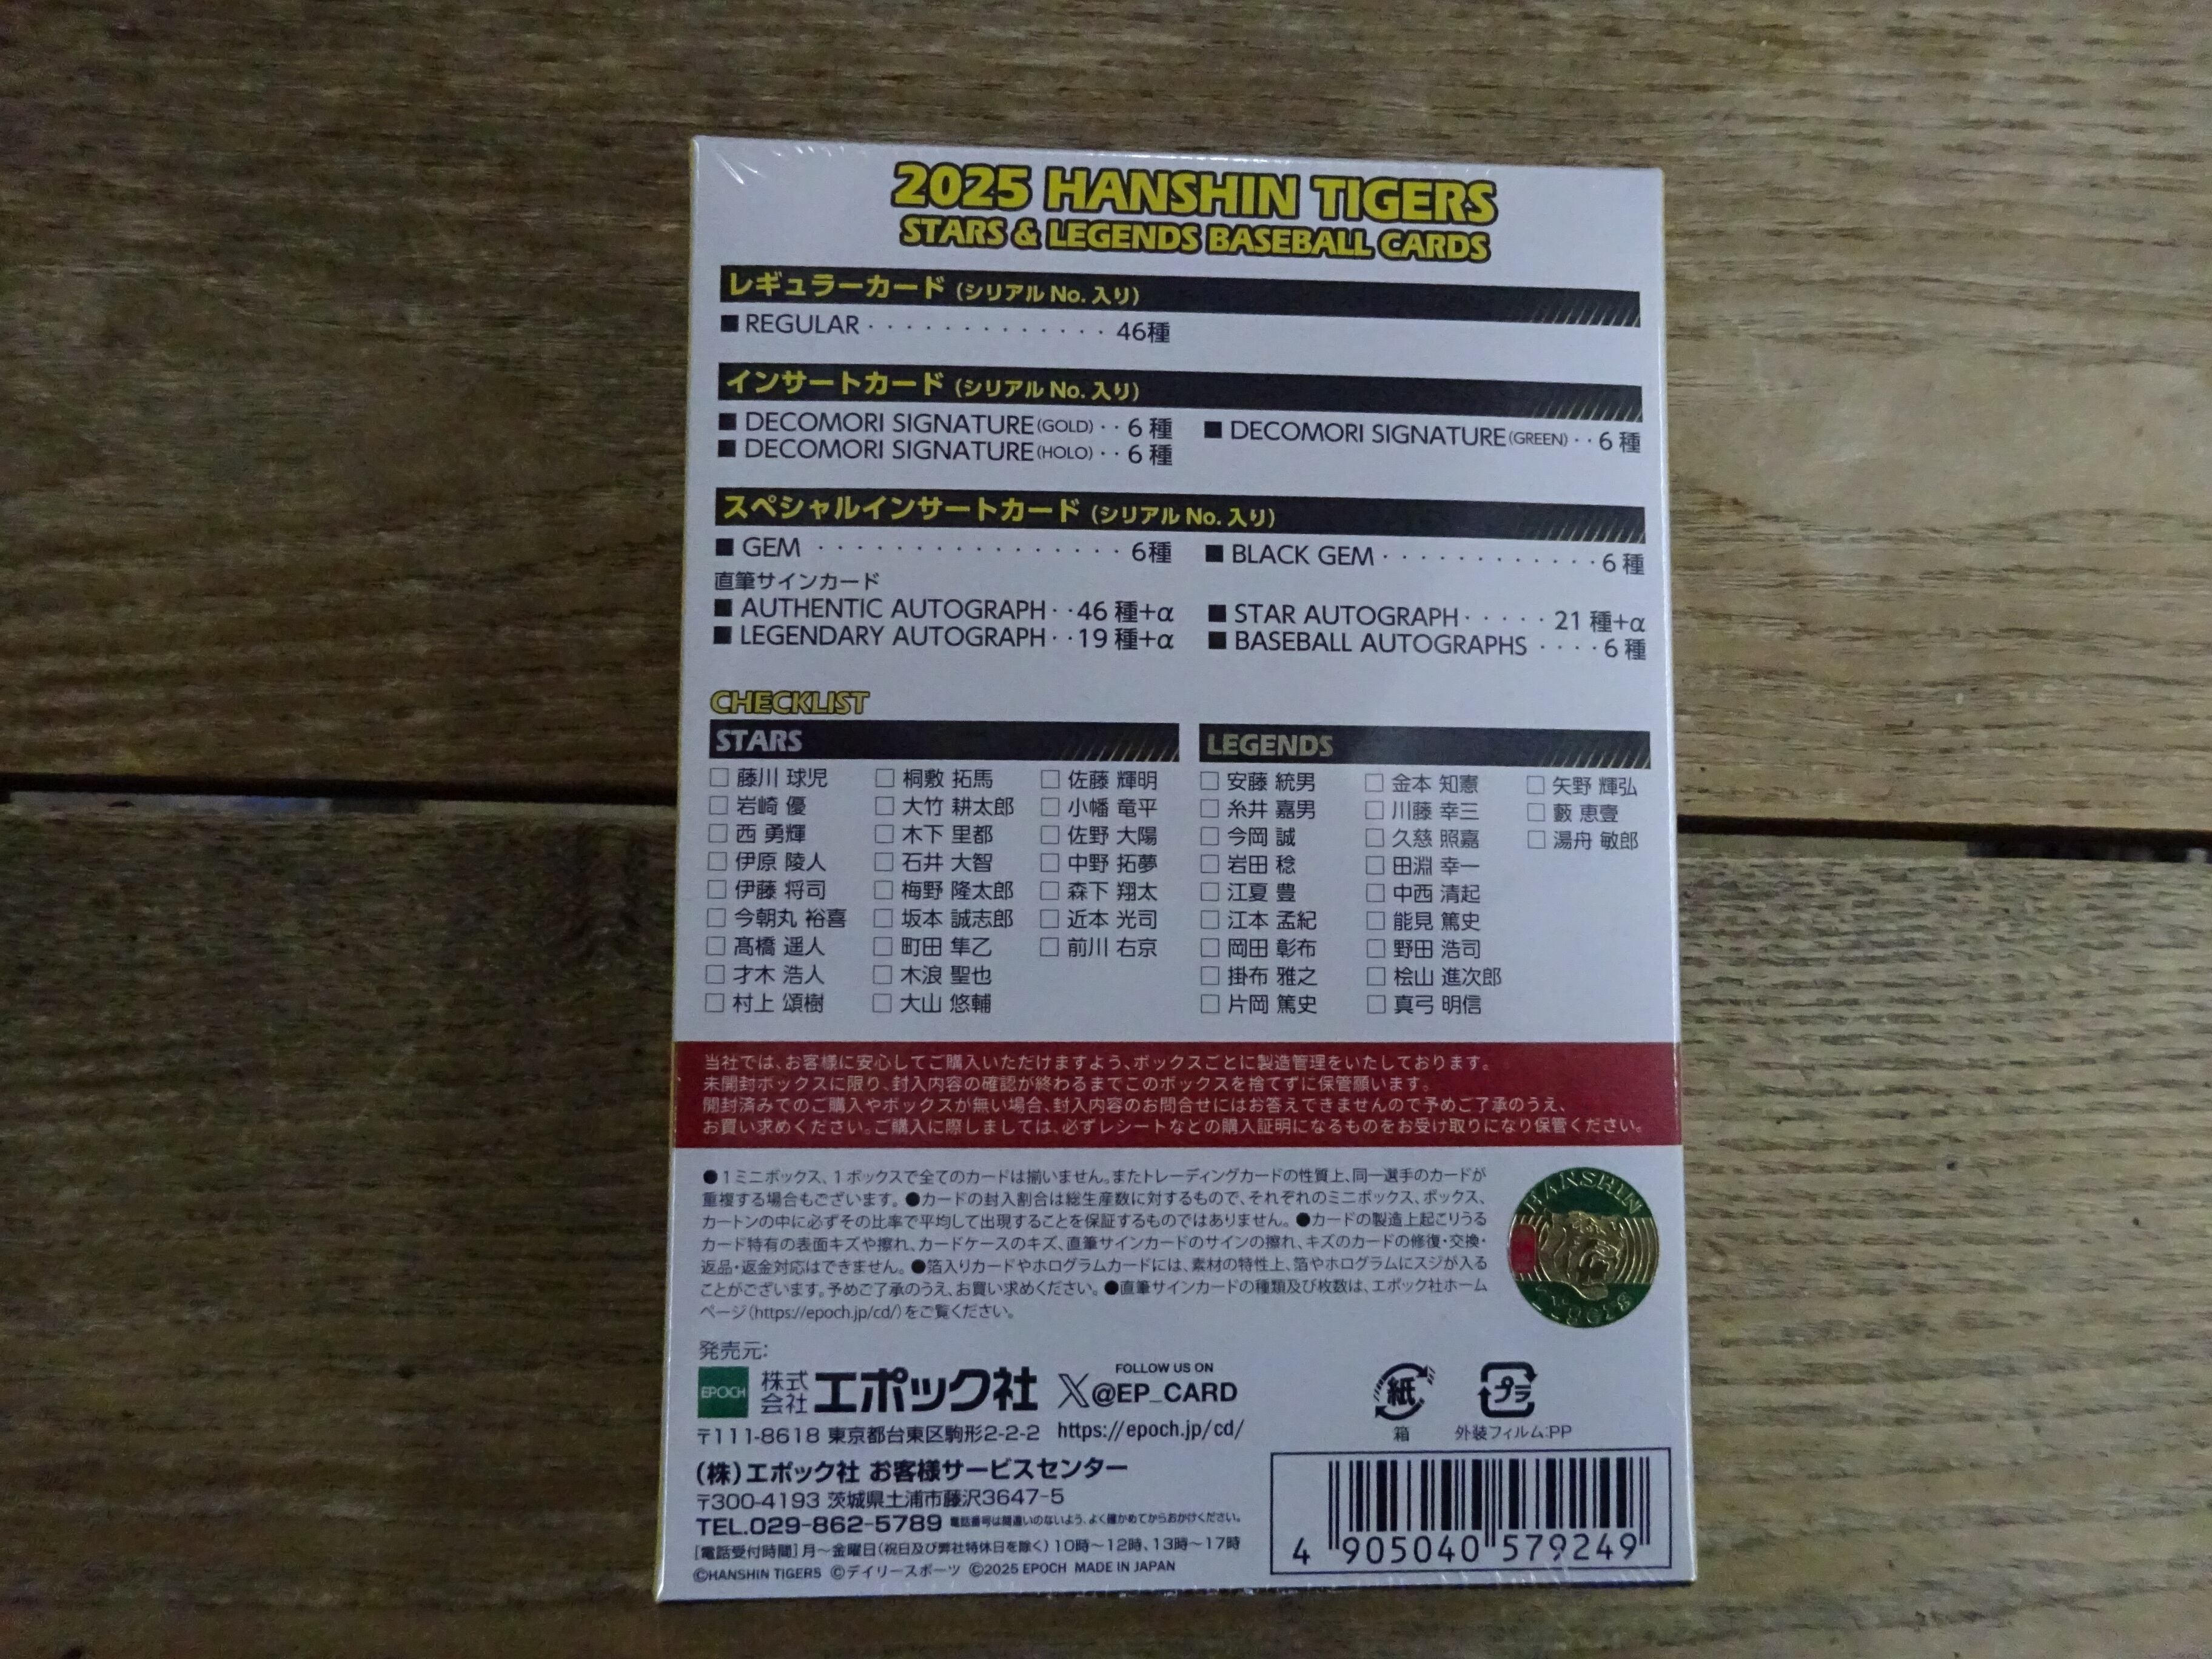 2025 HANSHIN TIGERS
STARS & LEGENDS BASEBALL CARDS
レギュラーカード (シリアル No. 入り)
■ REGULAR · · · · · · · · · · · · · 46種
インサートカード (シリアル No. 入り)
■ DECOMORI SIGNATURE(GOLD) · · 6 種
■ DECOMORI SIGNATURE(GREEN) · · 6 種
■ DECOMORI SIGNATURE(HOLO) · · 6 種
スペシャルインサートカード (シリアル No. 入り)
■ GEM · · · · · · · · · · · · · · · · 6種
■ BLACK GEM · · · · · · · · · · · · 6 種
直筆サインカード
■ AUTHENTIC AUTOGRAPH · · 46 種+α
■ STAR AUTOGRAPH · · · · · 21 種+α
■ LEGENDARY AUTOGRAPH · · 19 種+α
■ BASEBALL AUTOGRAPHS · · · · 6 種
CHECKLIST
STARS
□ 藤川 球児 □ 桐敷 拓馬 □ 佐藤 輝明
□ 岩崎 優 □ 大竹 耕太郎 □ 小幡 竜平
□ 西 勇輝 □ 木下 里都 □ 佐野 大陽
□ 伊原 陵人 □ 石井 大智 □ 中野 拓夢
□ 伊藤 将司 □ 梅野 隆太郎 □ 森下 翔太
□ 今朝丸 裕喜 □ 坂本 誠志郎 □ 近本 光司
□ 髙橋 遥人 □ 町田 隼乙 □ 前川 右京
□ 才木 浩人 □ 木浪 聖也
□ 村上 頌樹 □ 大山 悠輔
LEGENDS
□ 安藤 統男 □ 金本 知憲 □ 矢野 輝弘
□ 糸井 嘉男 □ 川藤 幸三 □ 藪 恵壹
□ 今岡 誠 □ 久慈 照嘉 □ 湯舟 敏郎
□ 岩田 稔 □ 田淵 幸一
□ 江夏 豊 □ 中西 清起
□ 江本 孟紀 □ 能見 篤史
□ 岡田 彰布 □ 野田 浩司
□ 掛布 雅之 □ 桧山 進次郎
□ 片岡 篤史 □ 真弓 明信
当社では、お客様に安心してご購入いただけますよう、ボックスごとに製造管理をいたしております。
未開封ボックスに限り、封入内容の確認が終わるまでこのボックスを捨てずに保管願います。
開封済みでのご購入やボックスが無い場合、封入内容のお問合せにはお答えできませんので予めご了承のうえ、
お買い求めください。ご購入に際しましては、必ずレシートなどの購入証明になるものをお受け取りになり保管ください。
●1ミニボックス、1ボックスで全てのカードは揃いません。またトレーディングカードの性質上、同一選手のカードが
重複する場合もございます。●カードの封入割合は総生産数に対するもので、それぞれのミニボックス、ボックス、
カートンの中に必ずその比率で平均して出現することを保証するものではありません。●カードの製造上起こりうる
カード特有の表面キズや擦れ、カードケースのキズ、直筆サインカードのサインの擦れ、キズのカードの修復・交換・
返品・返金対応はできません。●箔入りカードやホログラムカードには、素材の特性上、箔やホログラムにスジが入る
ことがございます。予めご了承のうえ、お買い求めください。●直筆サインカードの種類及び枚数は、エポック社ホーム
ページ(https://epoch.jp/cd/)をご覧ください。
HANSHIN
Tigers
発売元:
EPOCH 株式会社 エポック社
FOLLOW US ON
X @EP_CARD
〒111-8618 東京都台東区駒形2-2-2 https://epoch.jp/cd/
紙
箱
プラ
外装フィルム:PP
(株)エポック社 お客様サービスセンター
〒300-4193 茨城県土浦市藤沢3647-5
TEL.029-862-5789 電話番号は間違いのないよう、よく確かめてからおかけください。
[電話受付時間] 月～金曜日(祝日及び弊社特休日を除く) 10時～12時、13時～17時
©HANSHIN TIGERS ©デイリースポーツ ©2025 EPOCH MADE IN JAPAN
4 905040 579249